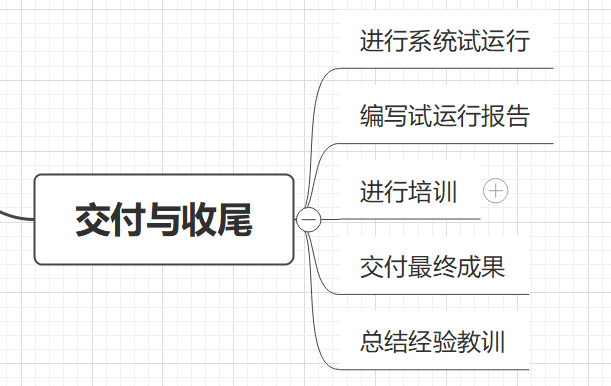 进行系统试运行
编写试运行报告
进行培训
交付与收尾
交付最终成果
总结经验教训